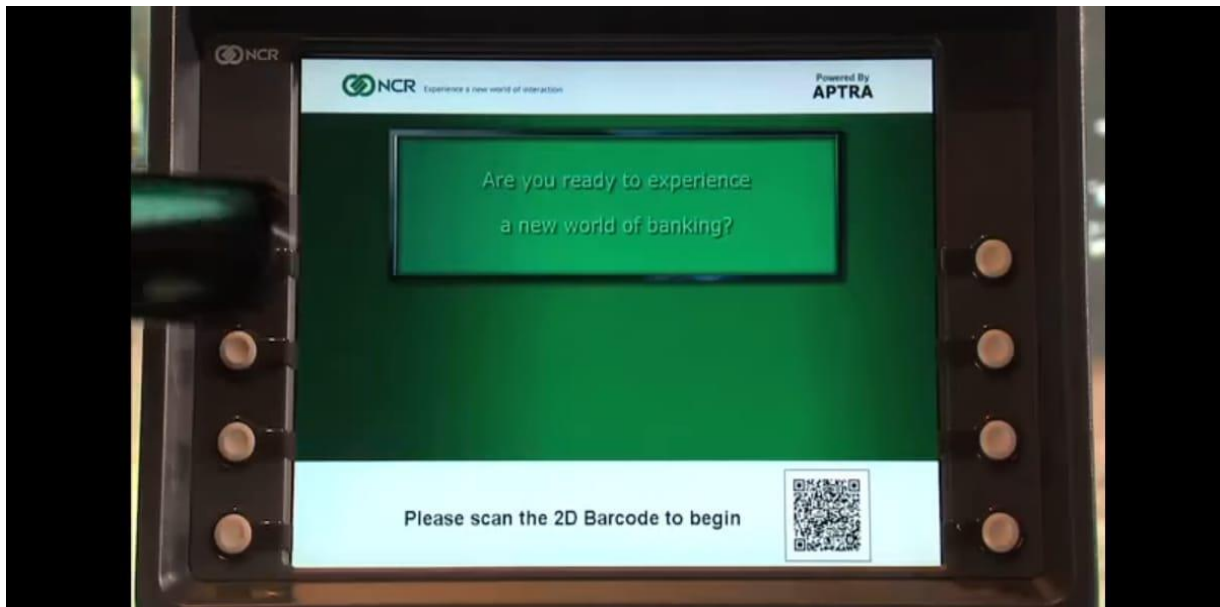 NCR
NCR Experience a new world of interaction
Powered By
APTRA
Are you ready to experience
a new world of banking?
Please scan the 2D Barcode to begin